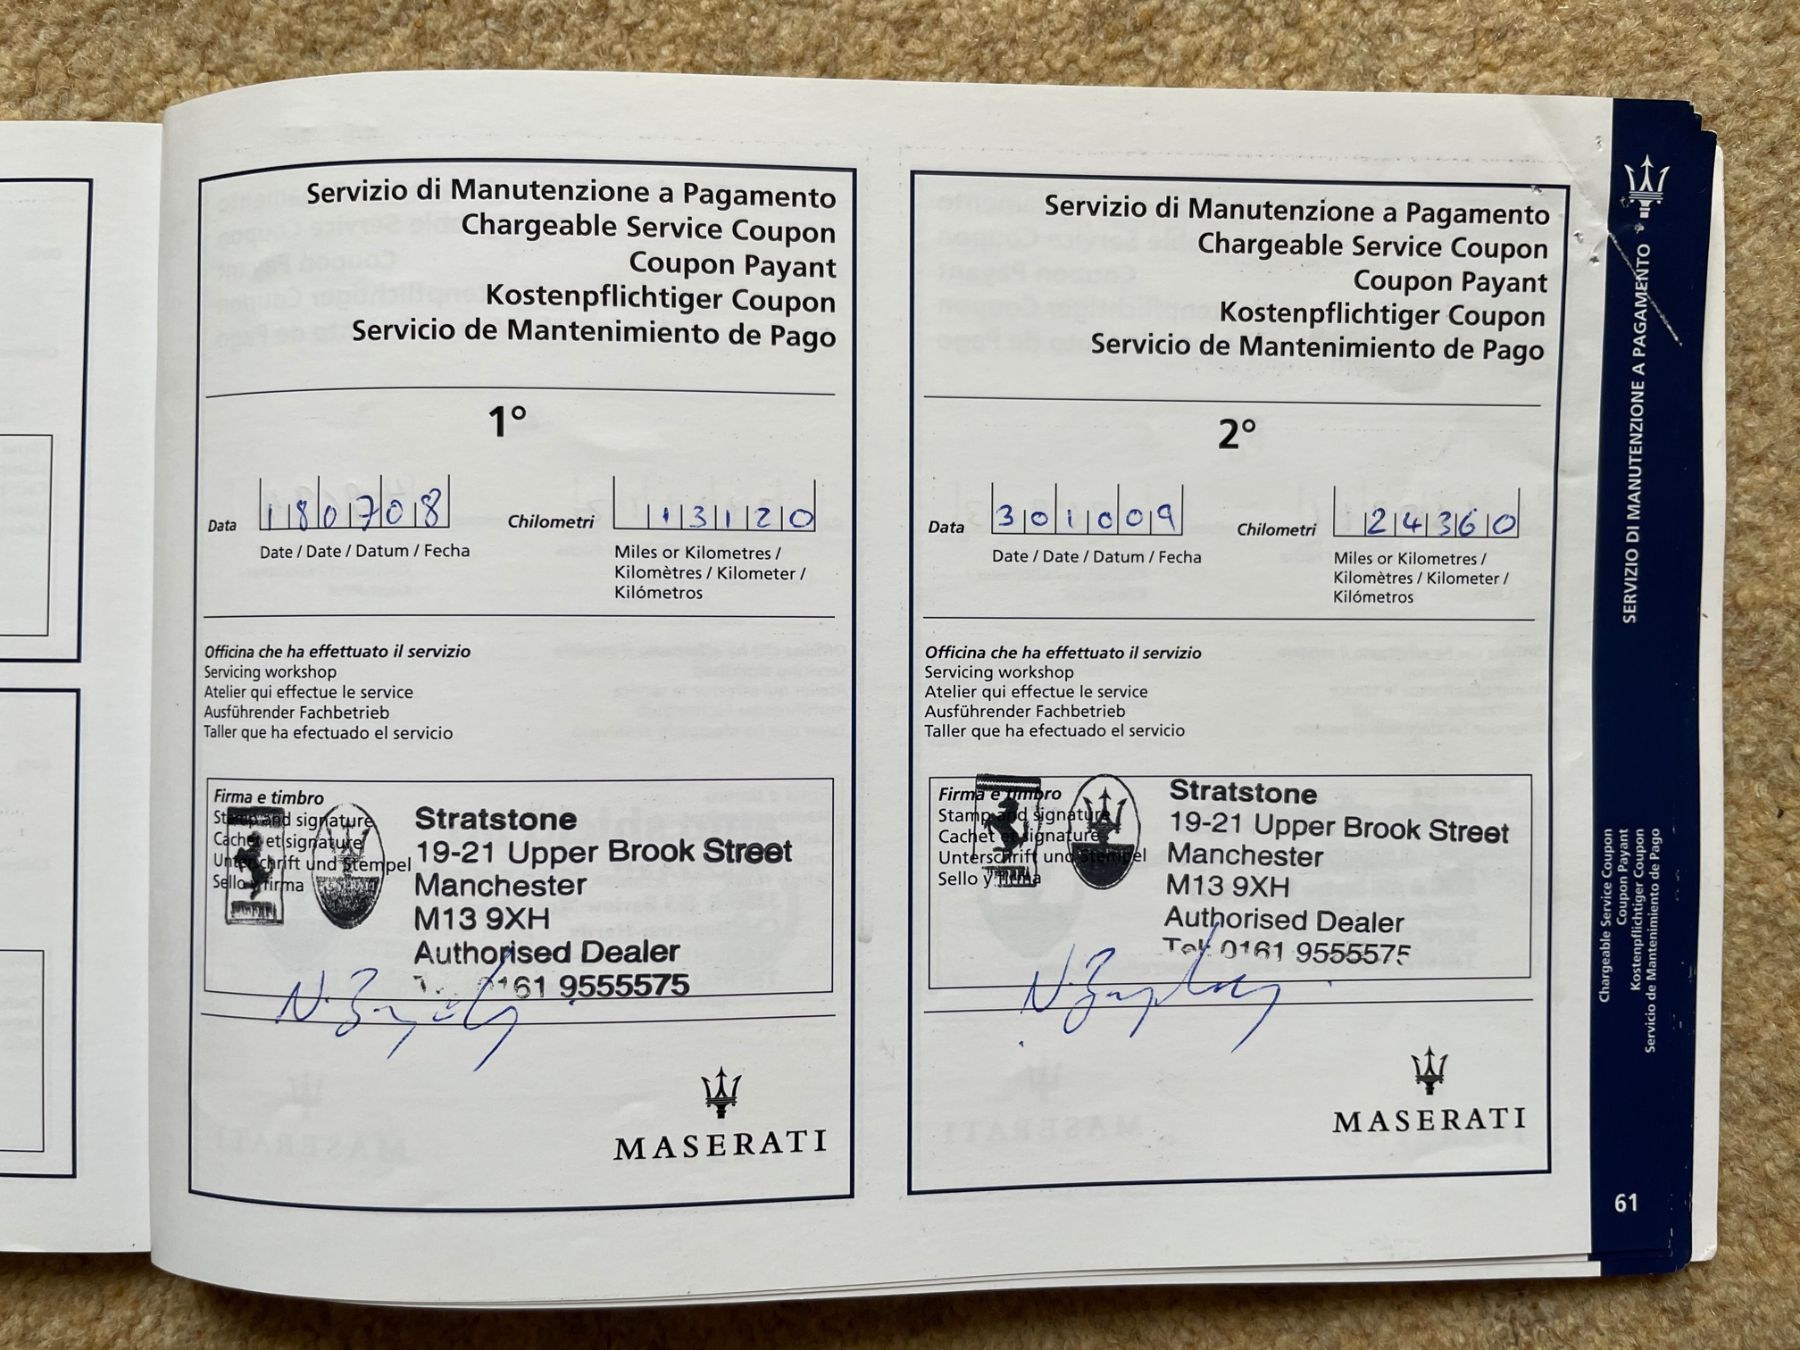 Servizio di Manutenzione a Pagamento
Chargeable Service Coupon
Coupon Payant
Kostenpflichtiger Coupon
Servicio de Mantenimiento de Pago
1°
Data 180708
Date / Date / Datum / Fecha
Chilometri 13120
Miles or Kilometres /
Kilomètres / Kilometer /
Kilómetros
Officina che ha effettuato il servizio
Servicing workshop
Atelier qui effectue le service
Ausführender Fachbetrieb
Taller que ha efectuado el servicio
Firma e timbro
Stamp and signature
Cachet et signature
Unterschrift und Stempel
Sello y firma
Stratstone
19-21 Upper Brook Street
Manchester
M13 9XH
Authorised Dealer
0161 9555575
MASERATI
Servizio di Manutenzione a Pagamento
Chargeable Service Coupon
Coupon Payant
Kostenpflichtiger Coupon
Servicio de Mantenimiento de Pago
2°
Data 301009
Date / Date / Datum / Fecha
Chilometri 24360
Miles or Kilometres /
Kilomètres / Kilometer /
Kilómetros
Officina che ha effettuato il servizio
Servicing workshop
Atelier qui effectue le service
Ausführender Fachbetrieb
Taller que ha efectuado el servicio
Firma e timbro
Stamp and signature
Cachet et signature
Unterschrift und Stempel
Sello y firma
Stratstone
19-21 Upper Brook Street
Manchester
M13 9XH
Authorised Dealer
Tel: 0161 9555575
MASERATI
SERVIZIO DI MANUTENZIONE A PAGAMENTO
Chargeable Service Coupon
Coupon Payant
Kostenpflichtiger Coupon
Servicio de Mantenimiento de Pago
61